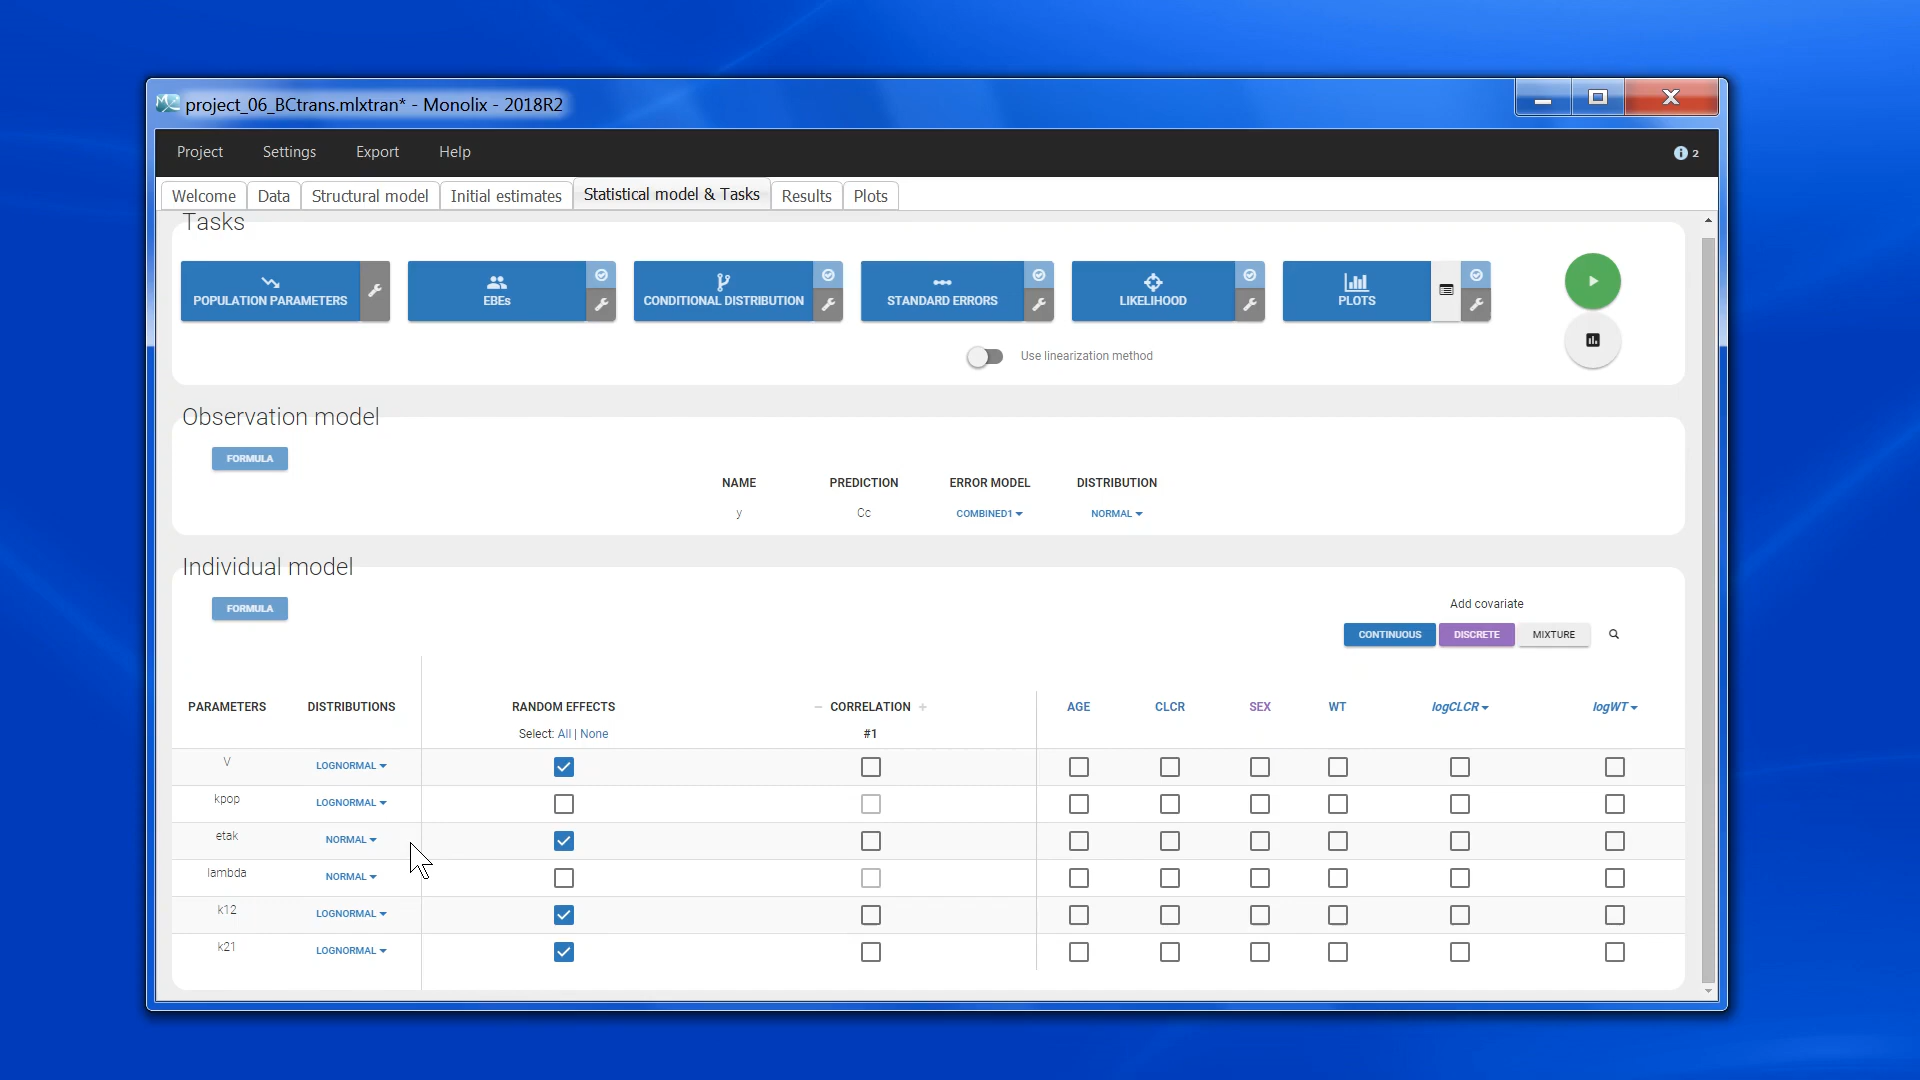 project_06_BCtrans.mlxtran* - Monolix - 2018R2
Project Settings Export Help 2
Welcome Data Structural model Initial estimates Statistical model & Tasks Results Plots
Tasks
POPULATION PARAMETERS EBEs CONDITIONAL DISTRIBUTION STANDARD ERRORS LIKELIHOOD PLOTS
Use linearization method
Observation model
FORMULA
NAME PREDICTION ERROR MODEL DISTRIBUTION
y Cc COMBINED1 NORMAL
Individual model
FORMULA
Add covariate
CONTINUOUS DISCRETE MIXTURE
PARAMETERS DISTRIBUTIONS RANDOM EFFECTS − CORRELATION + AGE CLCR SEX WT logCLCR logWT
Select: All | None #1
V LOGNORMAL
kpop LOGNORMAL
etak NORMAL
lambda NORMAL
k12 LOGNORMAL
k21 LOGNORMAL